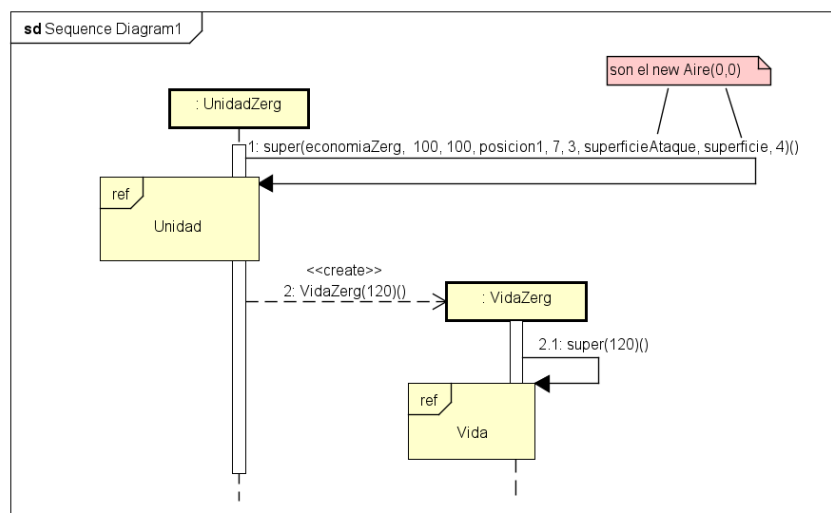 sd Sequence Diagram1
son el new Aire(0,0)
: UnidadZerg
1: super(economiaZerg, 100, 100, posicion1, 7, 3, superficieAtaque, superficie, 4)()
ref
Unidad
<<create>>
2: VidaZerg(120)()
: VidaZerg
2.1: super(120)()
ref
Vida